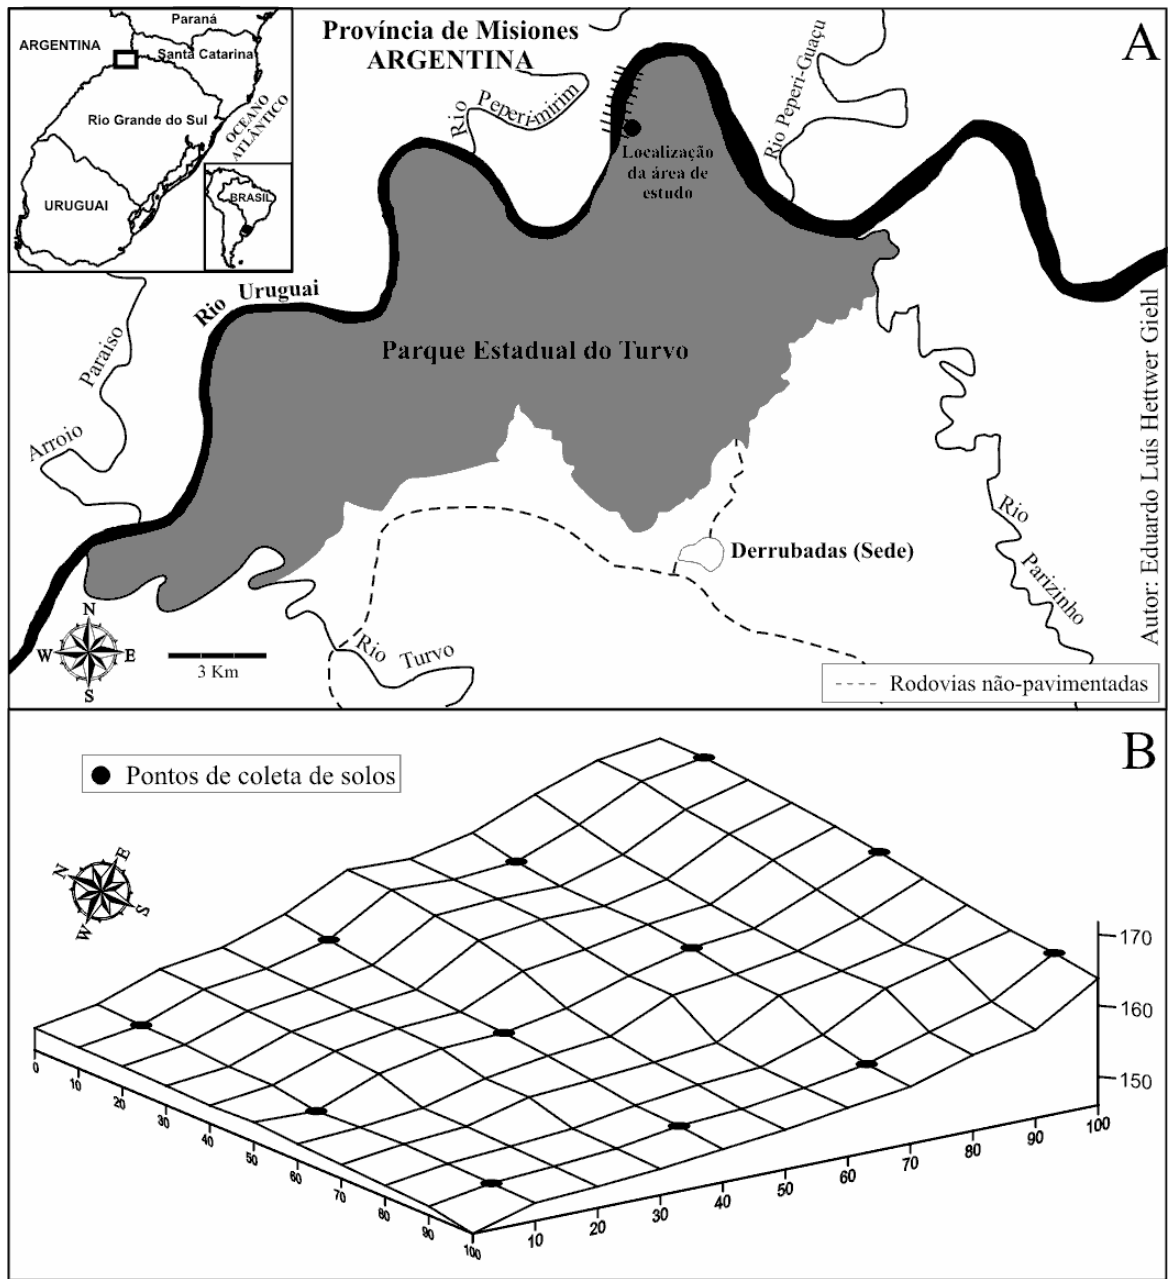 Paraná
ARGENTINA
Santa Catarina
Rio Grande do Sul
OCEANO
ATLÂNTICO
URUGUAI
BRASIL
Província de Misiones
ARGENTINA
A
Rio
Peperi-mirim
Rio Peperi-Guaçu
Localização
da área de
estudo
Rio Uruguai
Parque Estadual do Turvo
Arroio Paraiso
Derrubadas (Sede)
Rio
Parizinho
Autor: Eduardo Luís Hettwer Giehl
N
W E
S
3 Km
Rio Turvo
Rodovias não-pavimentadas
B
Pontos de coleta de solos
E
N
S
W
170
160
150
0
10
20
30
40
50
60
70
80
90
100
10
20
30
40
50
60
70
80
90
100